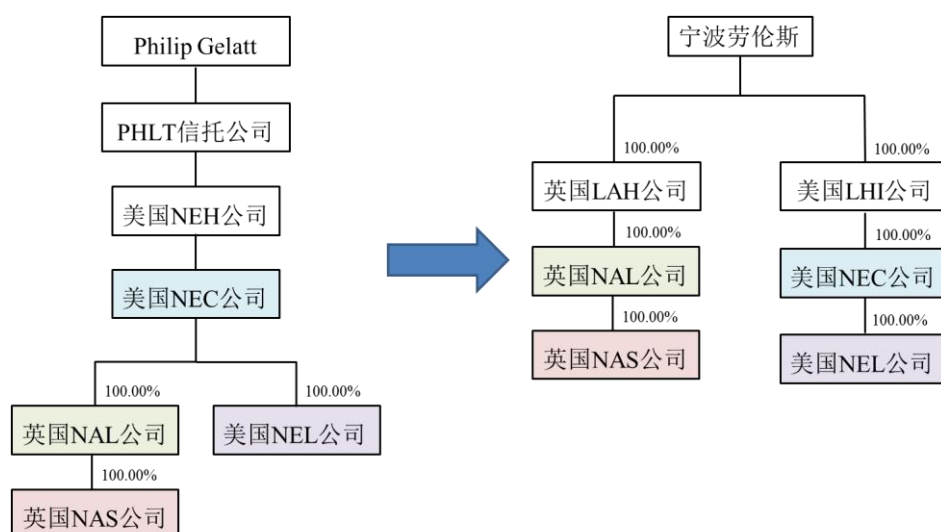 Philip Gelatt
PHLT信托公司
美国NEH公司
美国NEC公司
100.00%
100.00%
英国NAL公司
美国NEL公司
100.00%
英国NAS公司
宁波劳伦斯
100.00%
100.00%
英国LAH公司
美国LHI公司
100.00%
100.00%
英国NAL公司
美国NEC公司
100.00%
100.00%
英国NAS公司
美国NEL公司